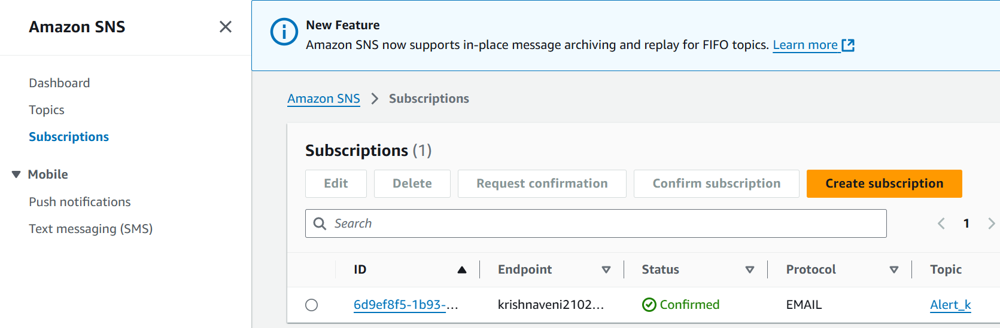 Amazon SNS
Dashboard
Topics
Subscriptions
Mobile
Push notifications
Text messaging (SMS)
New Feature
Amazon SNS now supports in-place message archiving and replay for FIFO topics. Learn more
Amazon SNS > Subscriptions
Subscriptions (1)
Edit Delete Request confirmation Confirm subscription Create subscription
Search 1
ID Endpoint Status Protocol Topic
6d9ef8f5-1b93-... krishnaveni2102... Confirmed EMAIL Alert_k